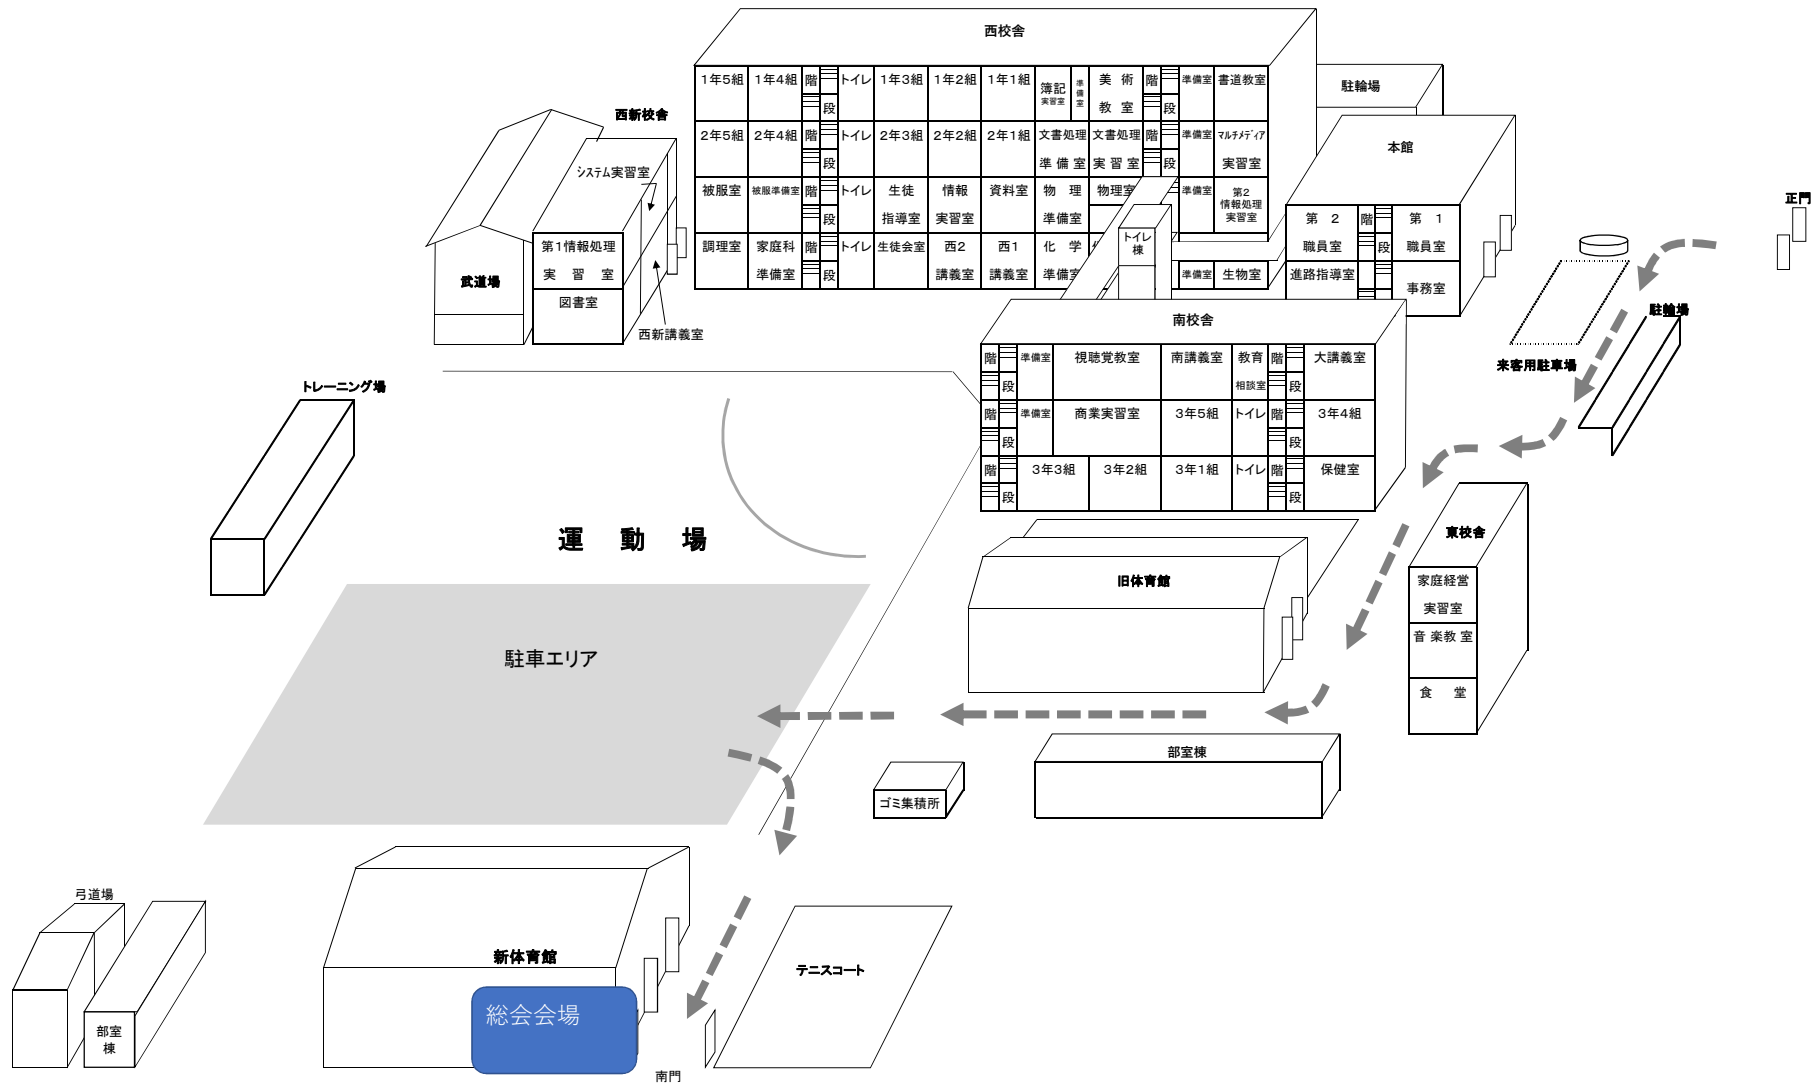 西校舎
1年5組 1年4組 階 トイレ 1年3組 1年2組 1年1組 簿記 準 美 術 階 準備室 書道教室
実習室 備
段 室 教 室 段
駐輪場
西新校舎
2年5組 2年4組 階 トイレ 2年3組 2年2組 2年1組 文書処理 文書処理 階 準備室 マルチメディア
段 準 備 室 実 習 室 段 実習室
本館
システム実習室
被服室 被服準備室 階 トイレ 生徒 情報 資料室 物 理 物理室 準備室 第2
情報処理
段 指導室 実習室 準備室 実習室
正門
第 2 階 第 1
職員室 段 職員室
第1情報処理
実 習 室
調理室 家庭科 階 トイレ 生徒会室 西2 西1 化 学 トイレ
棟
準備室 段 講義室 講義室 準備室 準備室 生物室
進路指導室 事務室
武道場
図書室
西新講義室
南校舎
駐輪場
来客用駐車場
階 準備室 視聴覚教室 南講義室 教育 階 大講義室
段 相談室 段
トレーニング場
階 準備室 商業実習室 3年5組 トイレ 階 3年4組
段 段
階 3年3組 3年2組 3年1組 トイレ 階 保健室
段 段
運 動 場
東校舎
旧体育館
家庭経営
実習室
音 楽 教 室
食 堂
駐車エリア
部室棟
ゴミ集積所
弓道場
新体育館
テニスコート
総会会場
部室
棟
南門